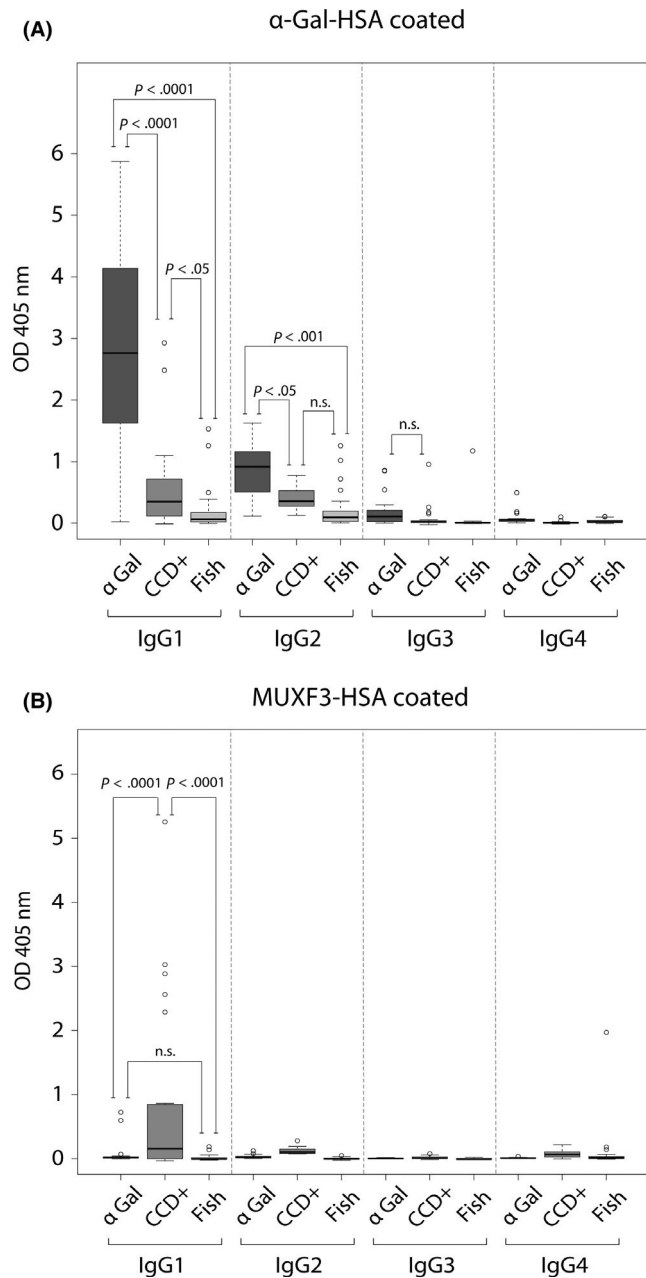 (A)
α-Gal-HSA coated
P < .0001
P < .0001
P < .05
P < .001
P < .05
n.s.
n.s.
OD 405 nm
6
5
4
3
2
1
0
α Gal
CCD+
Fish
α Gal
CCD+
Fish
α Gal
CCD+
Fish
α Gal
CCD+
Fish
IgG1
IgG2
IgG3
IgG4
(B)
MUXF3-HSA coated
P < .0001
P < .0001
n.s.
OD 405 nm
6
5
4
3
2
1
0
α Gal
CCD+
Fish
α Gal
CCD+
Fish
α Gal
CCD+
Fish
α Gal
CCD+
Fish
IgG1
IgG2
IgG3
IgG4